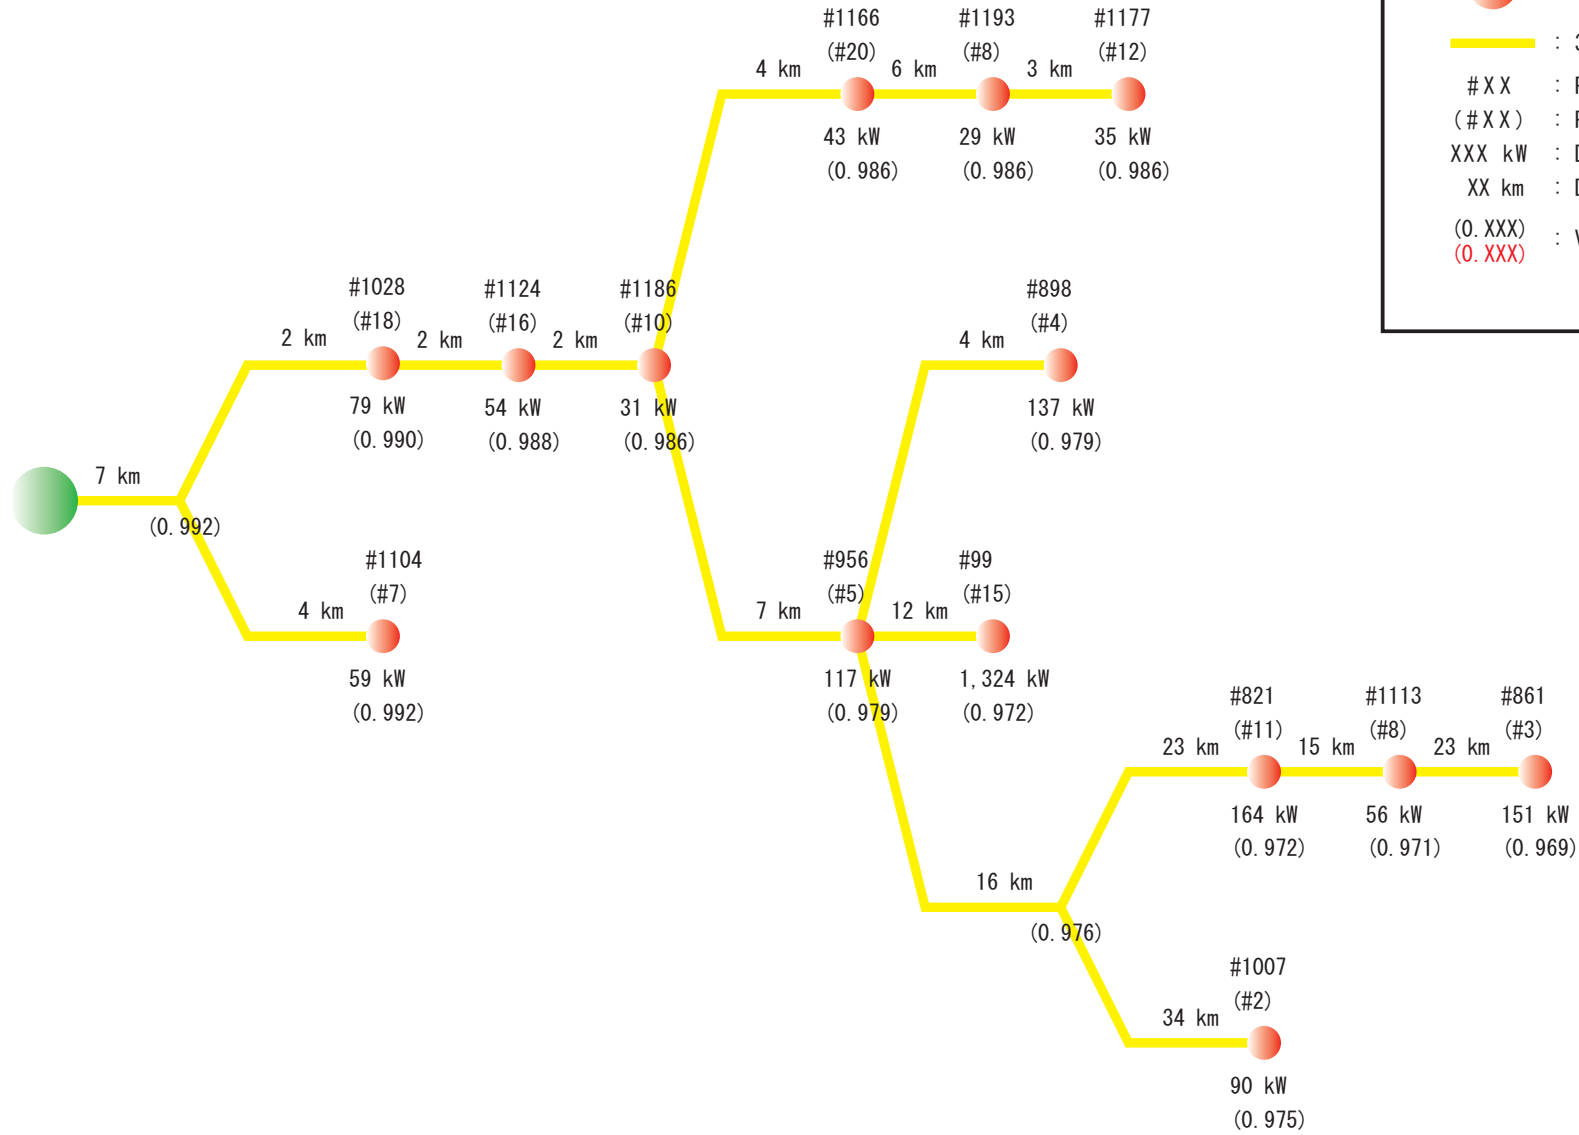 #1166
(#20)
#1193
(#8)
#1177
(#12)
4 km
6 km
3 km
43 kW
(0.986)
29 kW
(0.986)
35 kW
(0.986)
#XX :
(#XX) :
XXX kW :
XX km :
(0.XXX)
(0.XXX)
:
#1028
(#18)
#1124
(#16)
#1186
(#10)
2 km
2 km
2 km
79 kW
(0.990)
54 kW
(0.988)
31 kW
(0.986)
#898
(#4)
4 km
137 kW
(0.979)
7 km
(0.992)
#1104
(#7)
4 km
59 kW
(0.992)
#956
(#5)
#99
(#15)
7 km
12 km
117 kW
(0.979)
1,324 kW
(0.972)
#821
(#11)
#1113
(#8)
#861
(#3)
23 km
15 km
23 km
164 kW
(0.972)
56 kW
(0.971)
151 kW
(0.969)
16 km
(0.976)
#1007
(#2)
34 km
90 kW
(0.975)